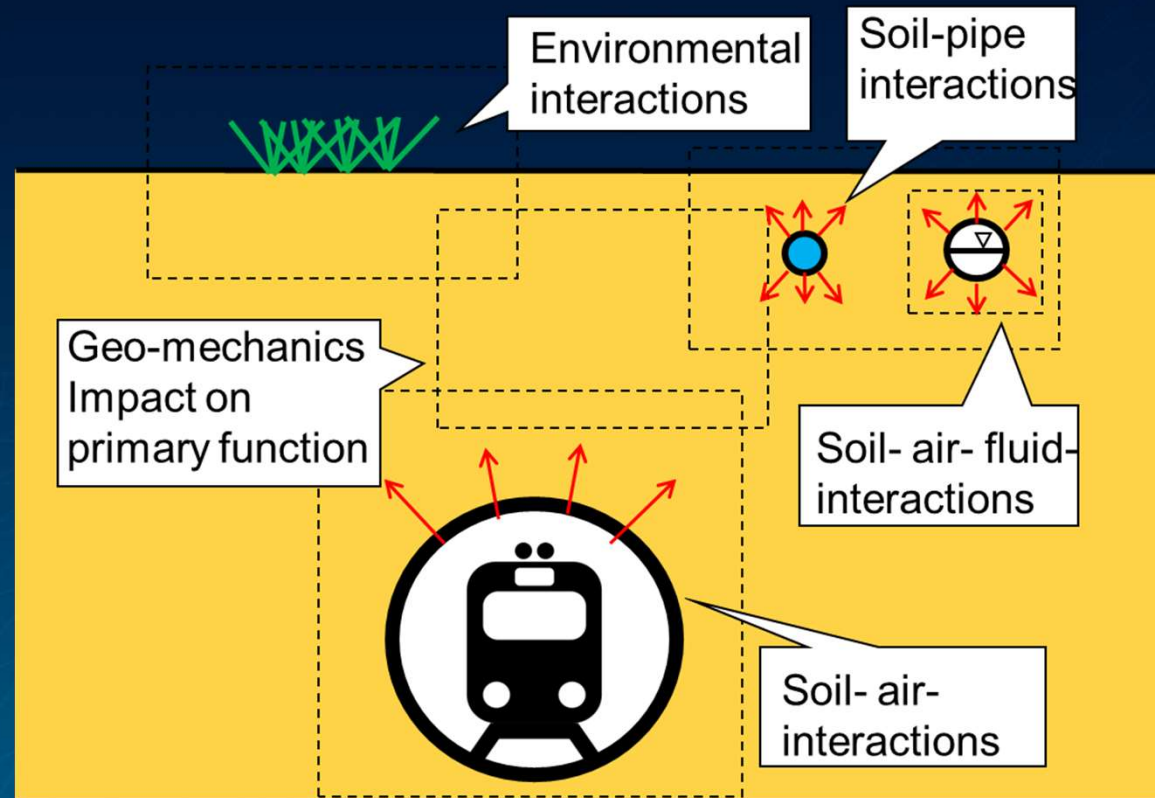 Environmental
interactions
Soil-pipe
interactions
Geo-mechanics
Impact on
primary function
Soil- air- fluid-
interactions
Soil- air-
interactions